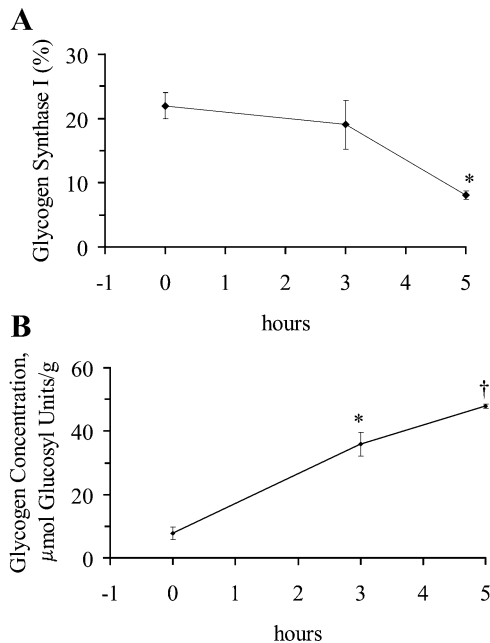 A
Glycogen Synthase I (%)
30
20
10
0
-1 0 1 2 3 4 5
*
hours
B
Glycogen Concentration,
μmol Glucosyl Units/g
60
40
20
0
-1 0 1 2 3 4 5
*
†
hours